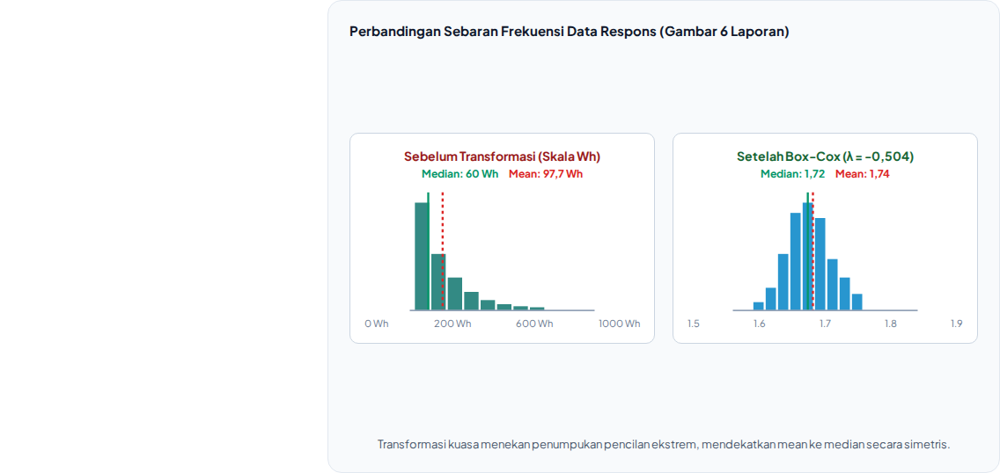 Perbandingan Sebaran Frekuensi Data Respons (Gambar 6 Laporan)
Sebelum Transformasi (Skala Wh)
Median: 60 Wh Mean: 97,7 Wh
0 Wh 200 Wh 600 Wh 1000 Wh
Setelah Box-Cox (λ = -0,504)
Median: 1,72 Mean: 1,74
1.5 1.6 1.7 1.8 1.9
Transformasi kuasa menekan penumpukan pencilan ekstrem, mendekatkan mean ke median secara simetris.